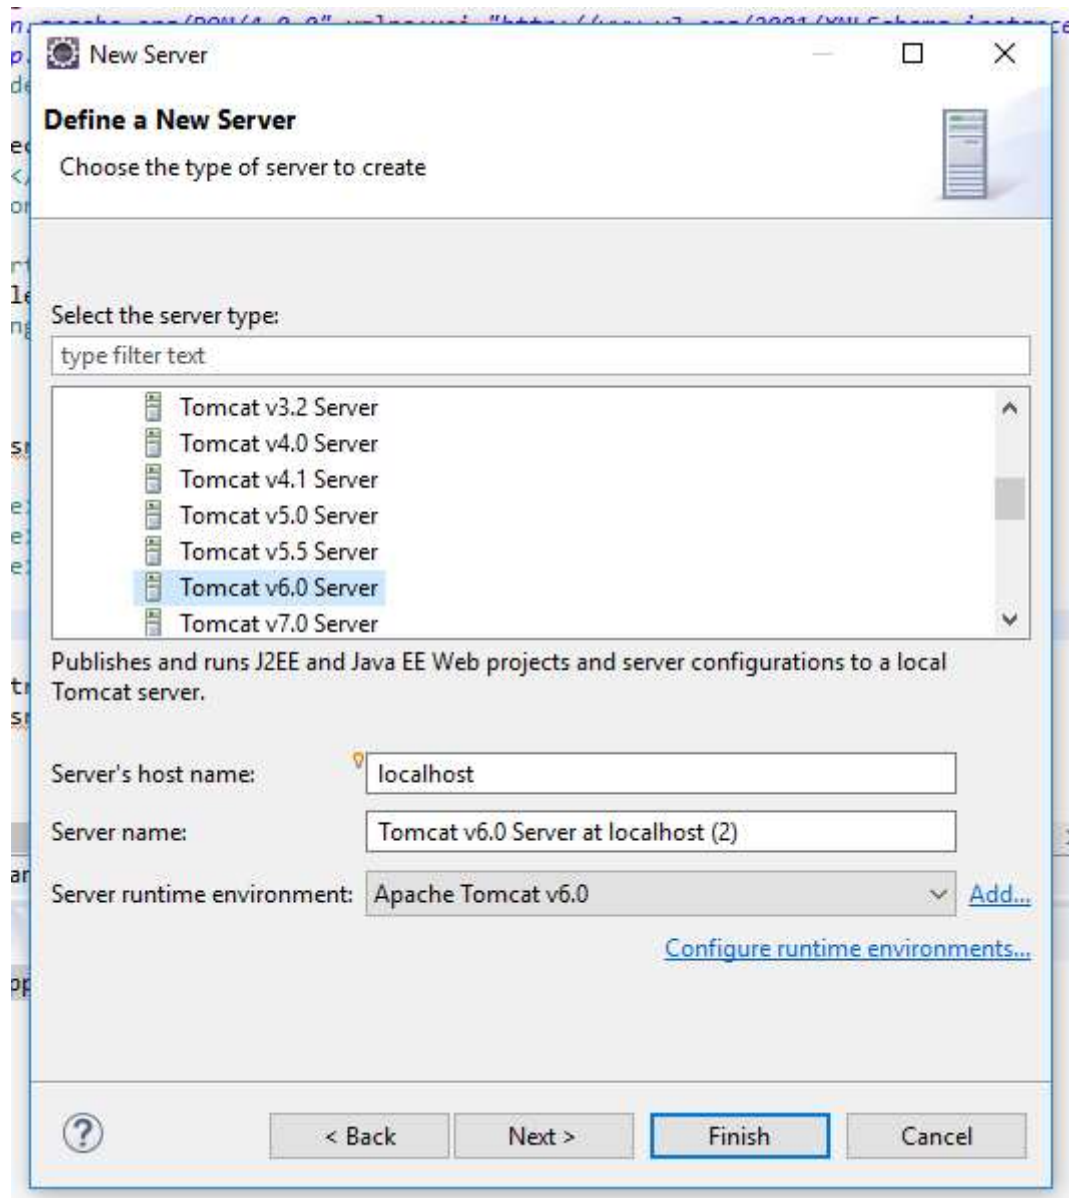 New Server
Define a New Server
Choose the type of server to create
Select the server type:
type filter text
Tomcat v3.2 Server
Tomcat v4.0 Server
Tomcat v4.1 Server
Tomcat v5.0 Server
Tomcat v5.5 Server
Tomcat v6.0 Server
Tomcat v7.0 Server
Publishes and runs J2EE and Java EE Web projects and server configurations to a local
Tomcat server.
Server's host name:
localhost
Server name:
Tomcat v6.0 Server at localhost (2)
Server runtime environment:
Apache Tomcat v6.0
Add...
Configure runtime environments...
?
< Back
Next >
Finish
Cancel